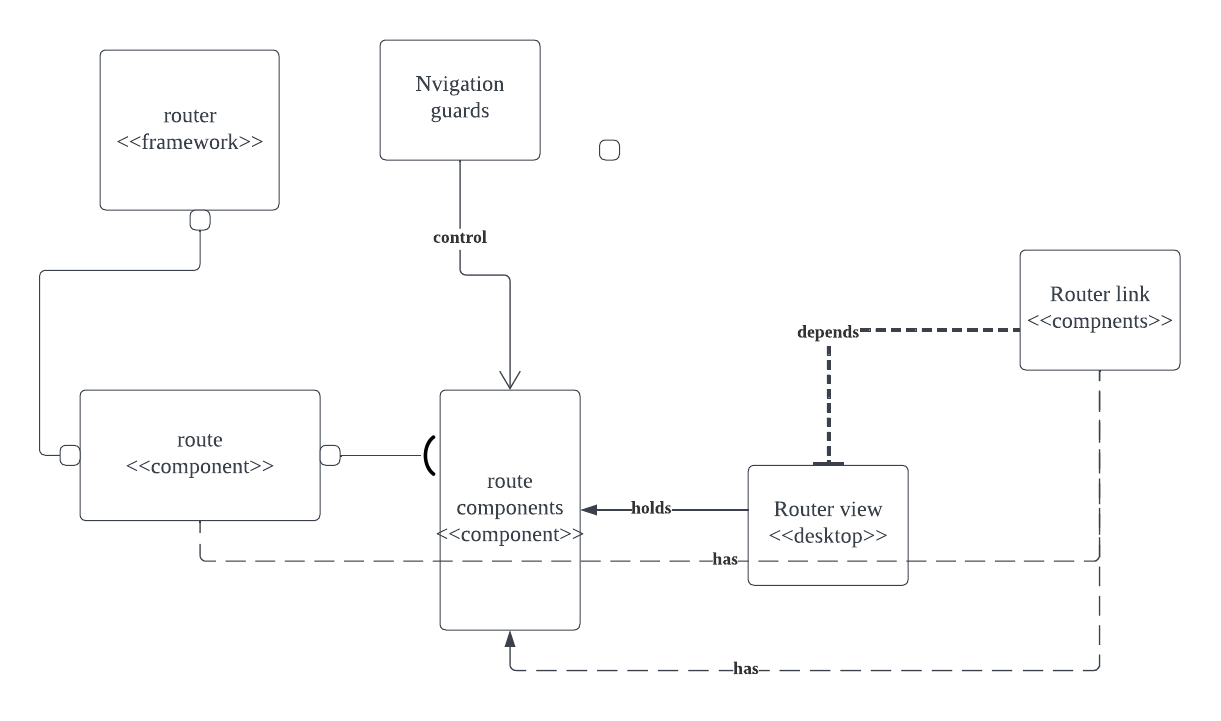 router
<<framework>>
Nvigation
guards
control
Router link
<<compnents>>
depends
route
<<component>>
route
components
<<component>>
holds
Router view
<<desktop>>
has
has